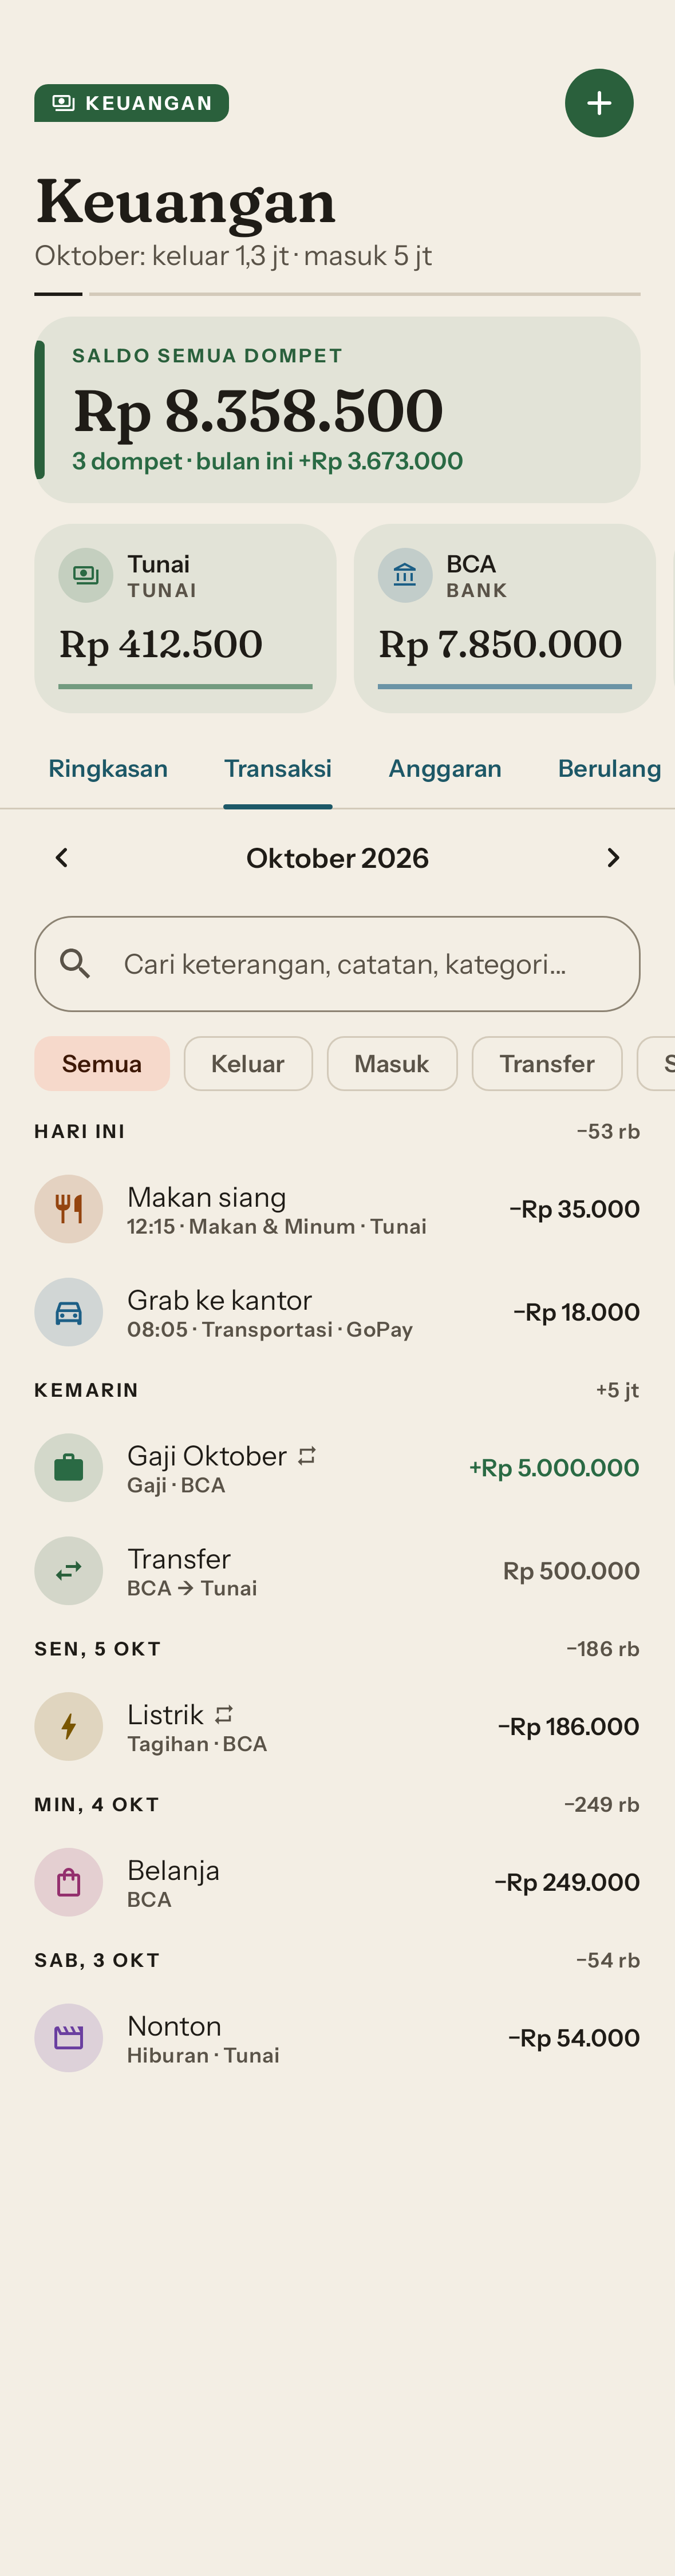 KEUANGAN
Keuangan
Oktober: keluar 1,3 jt · masuk 5 jt
SALDO SEMUA DOMPET
Rp 8.358.500
3 dompet · bulan ini +Rp 3.673.000
Tunai
TUNAI
Rp 412.500
BCA
BANK
Rp 7.850.000
Ringkasan Transaksi Anggaran Berulang
Oktober 2026
Cari keterangan, catatan, kategori...
Semua Keluar Masuk Transfer
HARI INI −53 rb
Makan siang −Rp 35.000
12:15 · Makan & Minum · Tunai
Grab ke kantor −Rp 18.000
08:05 · Transportasi · GoPay
KEMARIN +5 jt
Gaji Oktober +Rp 5.000.000
Gaji · BCA
Transfer Rp 500.000
BCA → Tunai
SEN, 5 OKT −186 rb
Listrik −Rp 186.000
Tagihan · BCA
MIN, 4 OKT −249 rb
Belanja −Rp 249.000
BCA
SAB, 3 OKT −54 rb
Nonton −Rp 54.000
Hiburan · Tunai